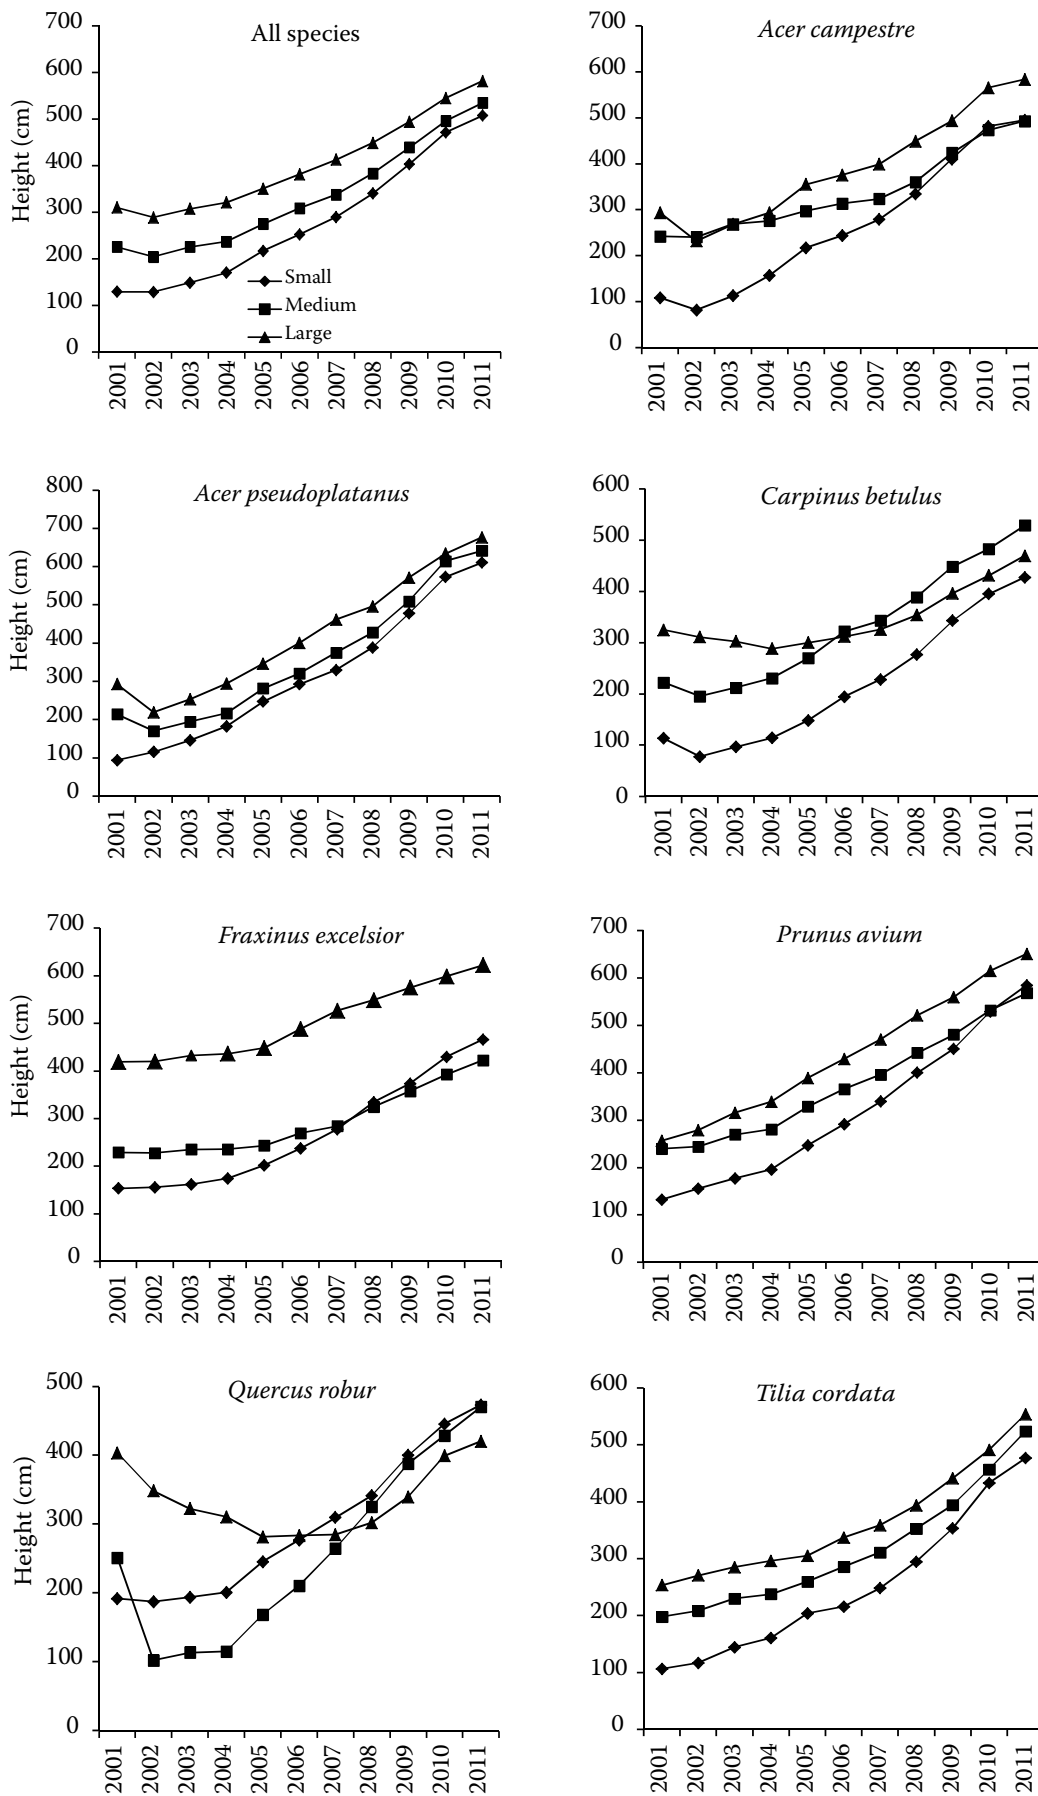 All species
Height (cm)
700
600
500
400
300
200
100
0
Small
Medium
Large
2001 2002 2003 2004 2005 2006 2007 2008 2009 2010 2011
Acer campestre
700
600
500
400
300
200
100
0
2001 2002 2003 2004 2005 2006 2007 2008 2009 2010 2011
Acer pseudoplatanus
Height (cm)
800
700
600
500
400
300
200
100
0
2001 2002 2003 2004 2005 2006 2007 2008 2009 2010 2011
Carpinus betulus
600
500
400
300
200
100
0
2001 2002 2003 2004 2005 2006 2007 2008 2009 2010 2011
Fraxinus excelsior
Height (cm)
700
600
500
400
300
200
100
0
2001 2002 2003 2004 2005 2006 2007 2008 2009 2010 2011
Prunus avium
700
600
500
400
300
200
100
0
2001 2002 2003 2004 2005 2006 2007 2008 2009 2010 2011
Quercus robur
Height (cm)
500
400
300
200
100
0
2001 2002 2003 2004 2005 2006 2007 2008 2009 2010 2011
Tilia cordata
600
500
400
300
200
100
0
2001 2002 2003 2004 2005 2006 2007 2008 2009 2010 2011